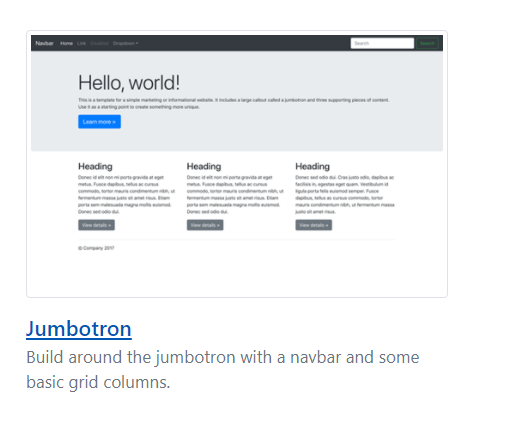 Navbar Home Link Disabled Dropdown Search Search
Hello, world!
This is a template for a simple marketing or informational website. It includes a large callout called a jumbotron and three supporting pieces of content.
Use it as a starting point to create something more unique.
Learn more »
Heading Heading Heading
Donec id elit non mi porta gravida at eget Donec id elit non mi porta gravida at eget Donec sed odio dui. Cras justo odio, dapibus ac
metus. Fusce dapibus, tellus ac cursus metus. Fusce dapibus, tellus ac cursus facilisis in, egestas eget quam. Vestibulum id
commodo, tortor mauris condimentum nibh, ut commodo, tortor mauris condimentum nibh, ut ligula porta felis euismod semper. Fusce
fermentum massa justo sit amet risus. Etiam fermentum massa justo sit amet risus. Etiam dapibus, tellus ac cursus commodo, tortor
porta sem malesuada magna mollis euismod. porta sem malesuada magna mollis euismod. mauris condimentum nibh, ut fermentum massa
Donec sed odio dui. Donec sed odio dui. justo sit amet risus.
View details » View details » View details »
© Company 2017
Jumbotron
Build around the jumbotron with a navbar and some
basic grid columns.